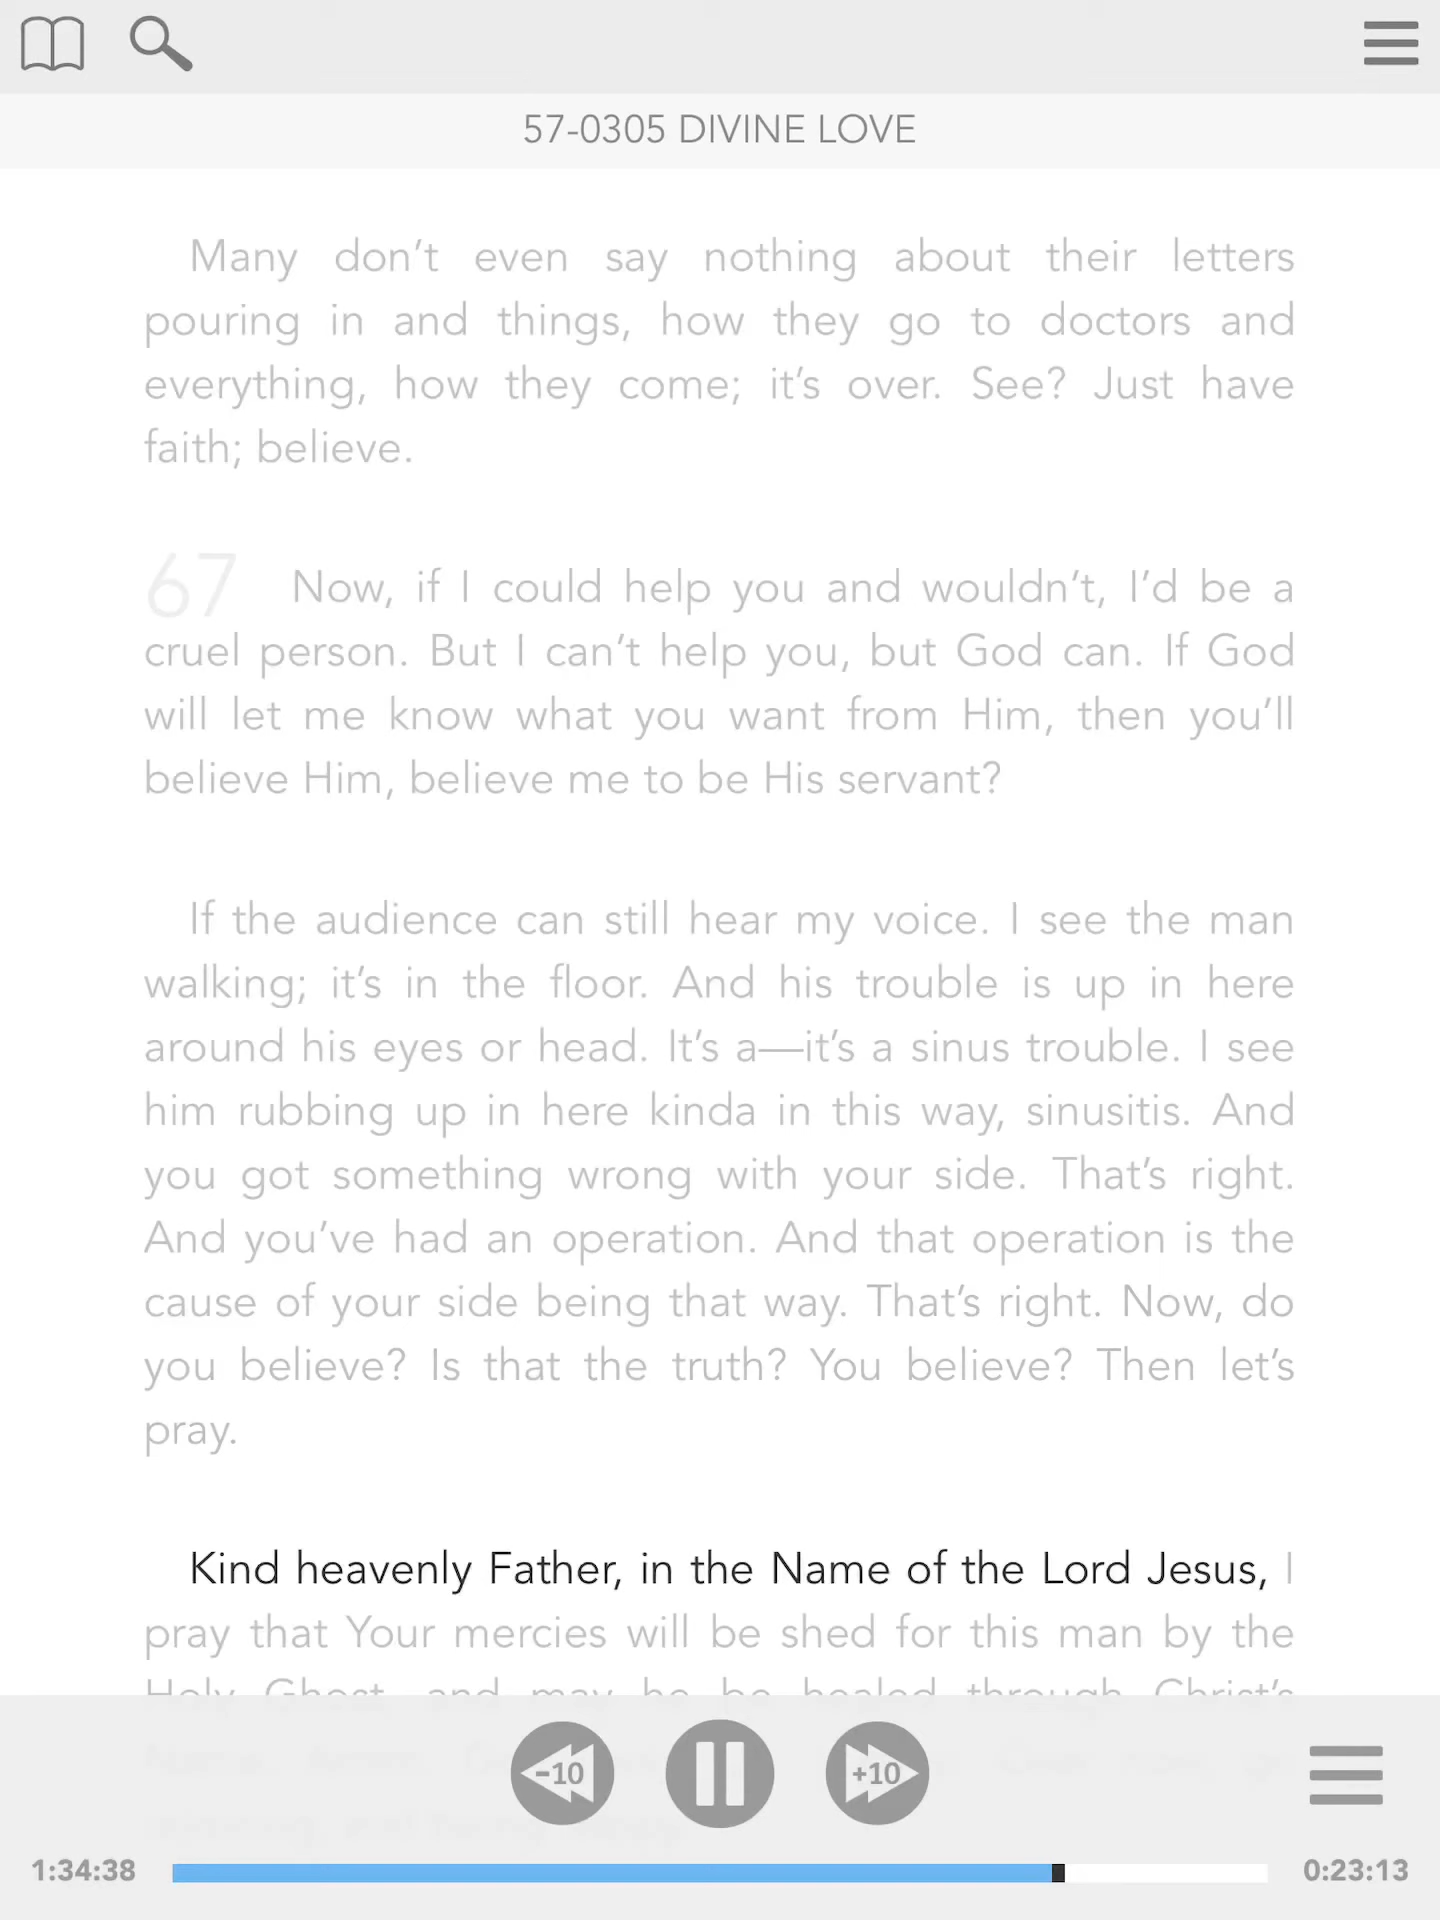 57-0305 DIVINE LOVE
Many don’t even say nothing about their letters
pouring in and things, how they go to doctors and
everything, how they come; it’s over. See? Just have
faith; believe.
67 Now, if I could help you and wouldn’t, I’d be a
cruel person. But I can’t help you, but God can. If God
will let me know what you want from Him, then you’ll
believe Him, believe me to be His servant?
If the audience can still hear my voice. I see the man
walking; it’s in the floor. And his trouble is up in here
around his eyes or head. It’s a—it’s a sinus trouble. I see
him rubbing up in here kinda in this way, sinusitis. And
you got something wrong with your side. That’s right.
And you’ve had an operation. And that operation is the
cause of your side being that way. That’s right. Now, do
you believe? Is that the truth? You believe? Then let’s
pray.
Kind heavenly Father, in the Name of the Lord Jesus, I
pray that Your mercies will be shed for this man by the
Holy Ghost, and may he be healed through Christ’s
-10 +10
1:34:38 0:23:13